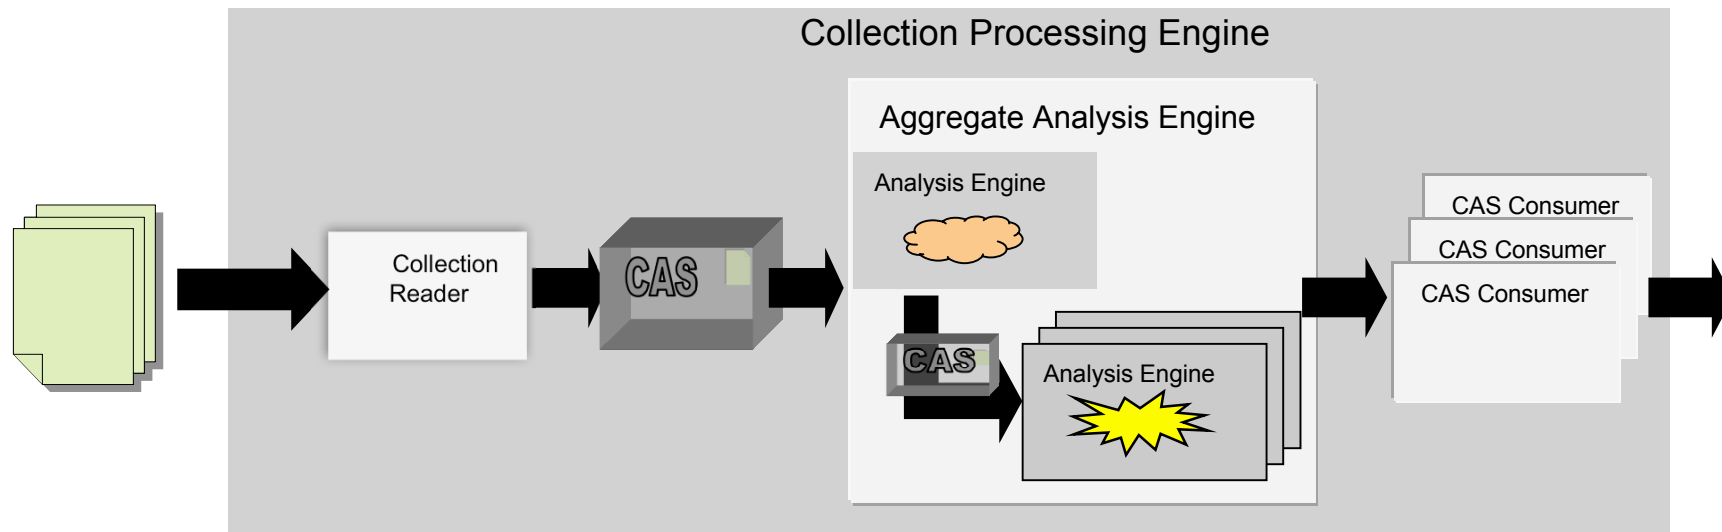 Collection Processing Engine
Aggregate Analysis Engine
Analysis Engine
Collection
Reader
CAS
CAS
Analysis Engine
CAS Consumer
CAS Consumer
CAS Consumer